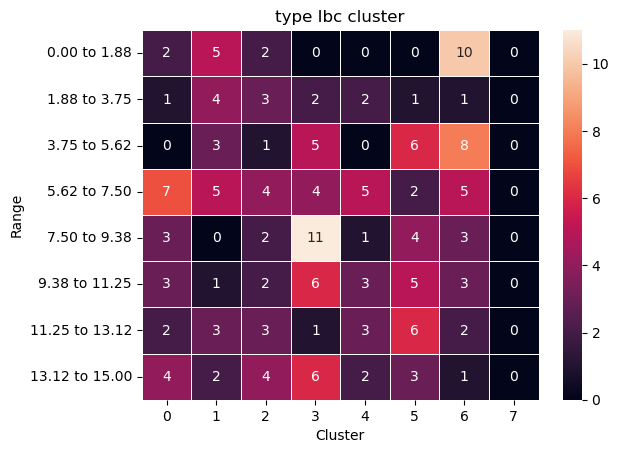 type Ibc cluster
0.00 to 1.88 2 5 2 0 0 0 10 0
1.88 to 3.75 1 4 3 2 2 1 1 0
3.75 to 5.62 0 3 1 5 0 6 8 0
5.62 to 7.50 7 5 4 4 5 2 5 0
7.50 to 9.38 3 0 2 11 1 4 3 0
9.38 to 11.25 3 1 2 6 3 5 3 0
11.25 to 13.12 2 3 3 1 3 6 2 0
13.12 to 15.00 4 2 4 6 2 3 1 0
0 1 2 3 4 5 6 7
Cluster
Range
10
8
6
4
2
0